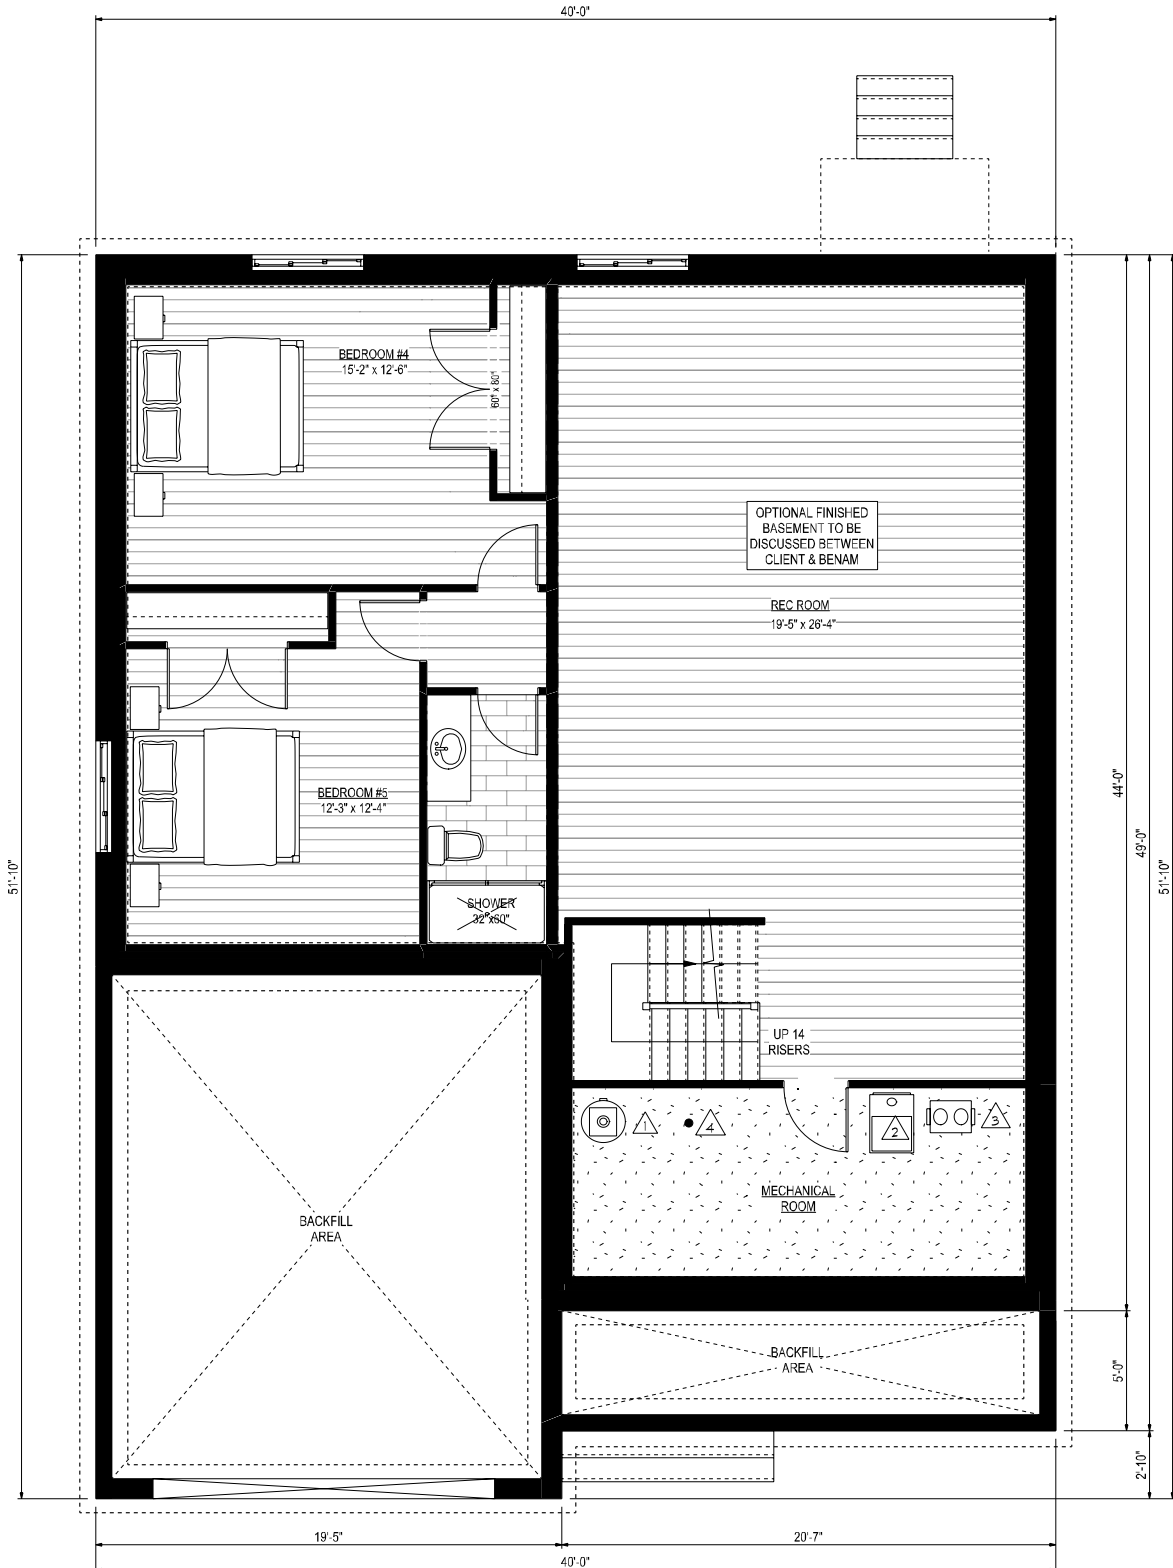 40'-0"
BEDROOM #4
15'-2" x 12'-6"
60" x 80"
OPTIONAL FINISHED
BASEMENT TO BE
DISCUSSED BETWEEN
CLIENT & BENAM
REC ROOM
19'-5" x 26'-4"
BEDROOM #5
12'-3" x 12'-4"
44'-0"
49'-0"
51'-10"
51'-10"
SHOWER
32"x60"
UP 14
RISERS
1
4
2
3
MECHANICAL
ROOM
BACKFILL
AREA
BACKFILL
AREA
5'-0"
2'-10"
19'-5"
20'-7"
40'-0"